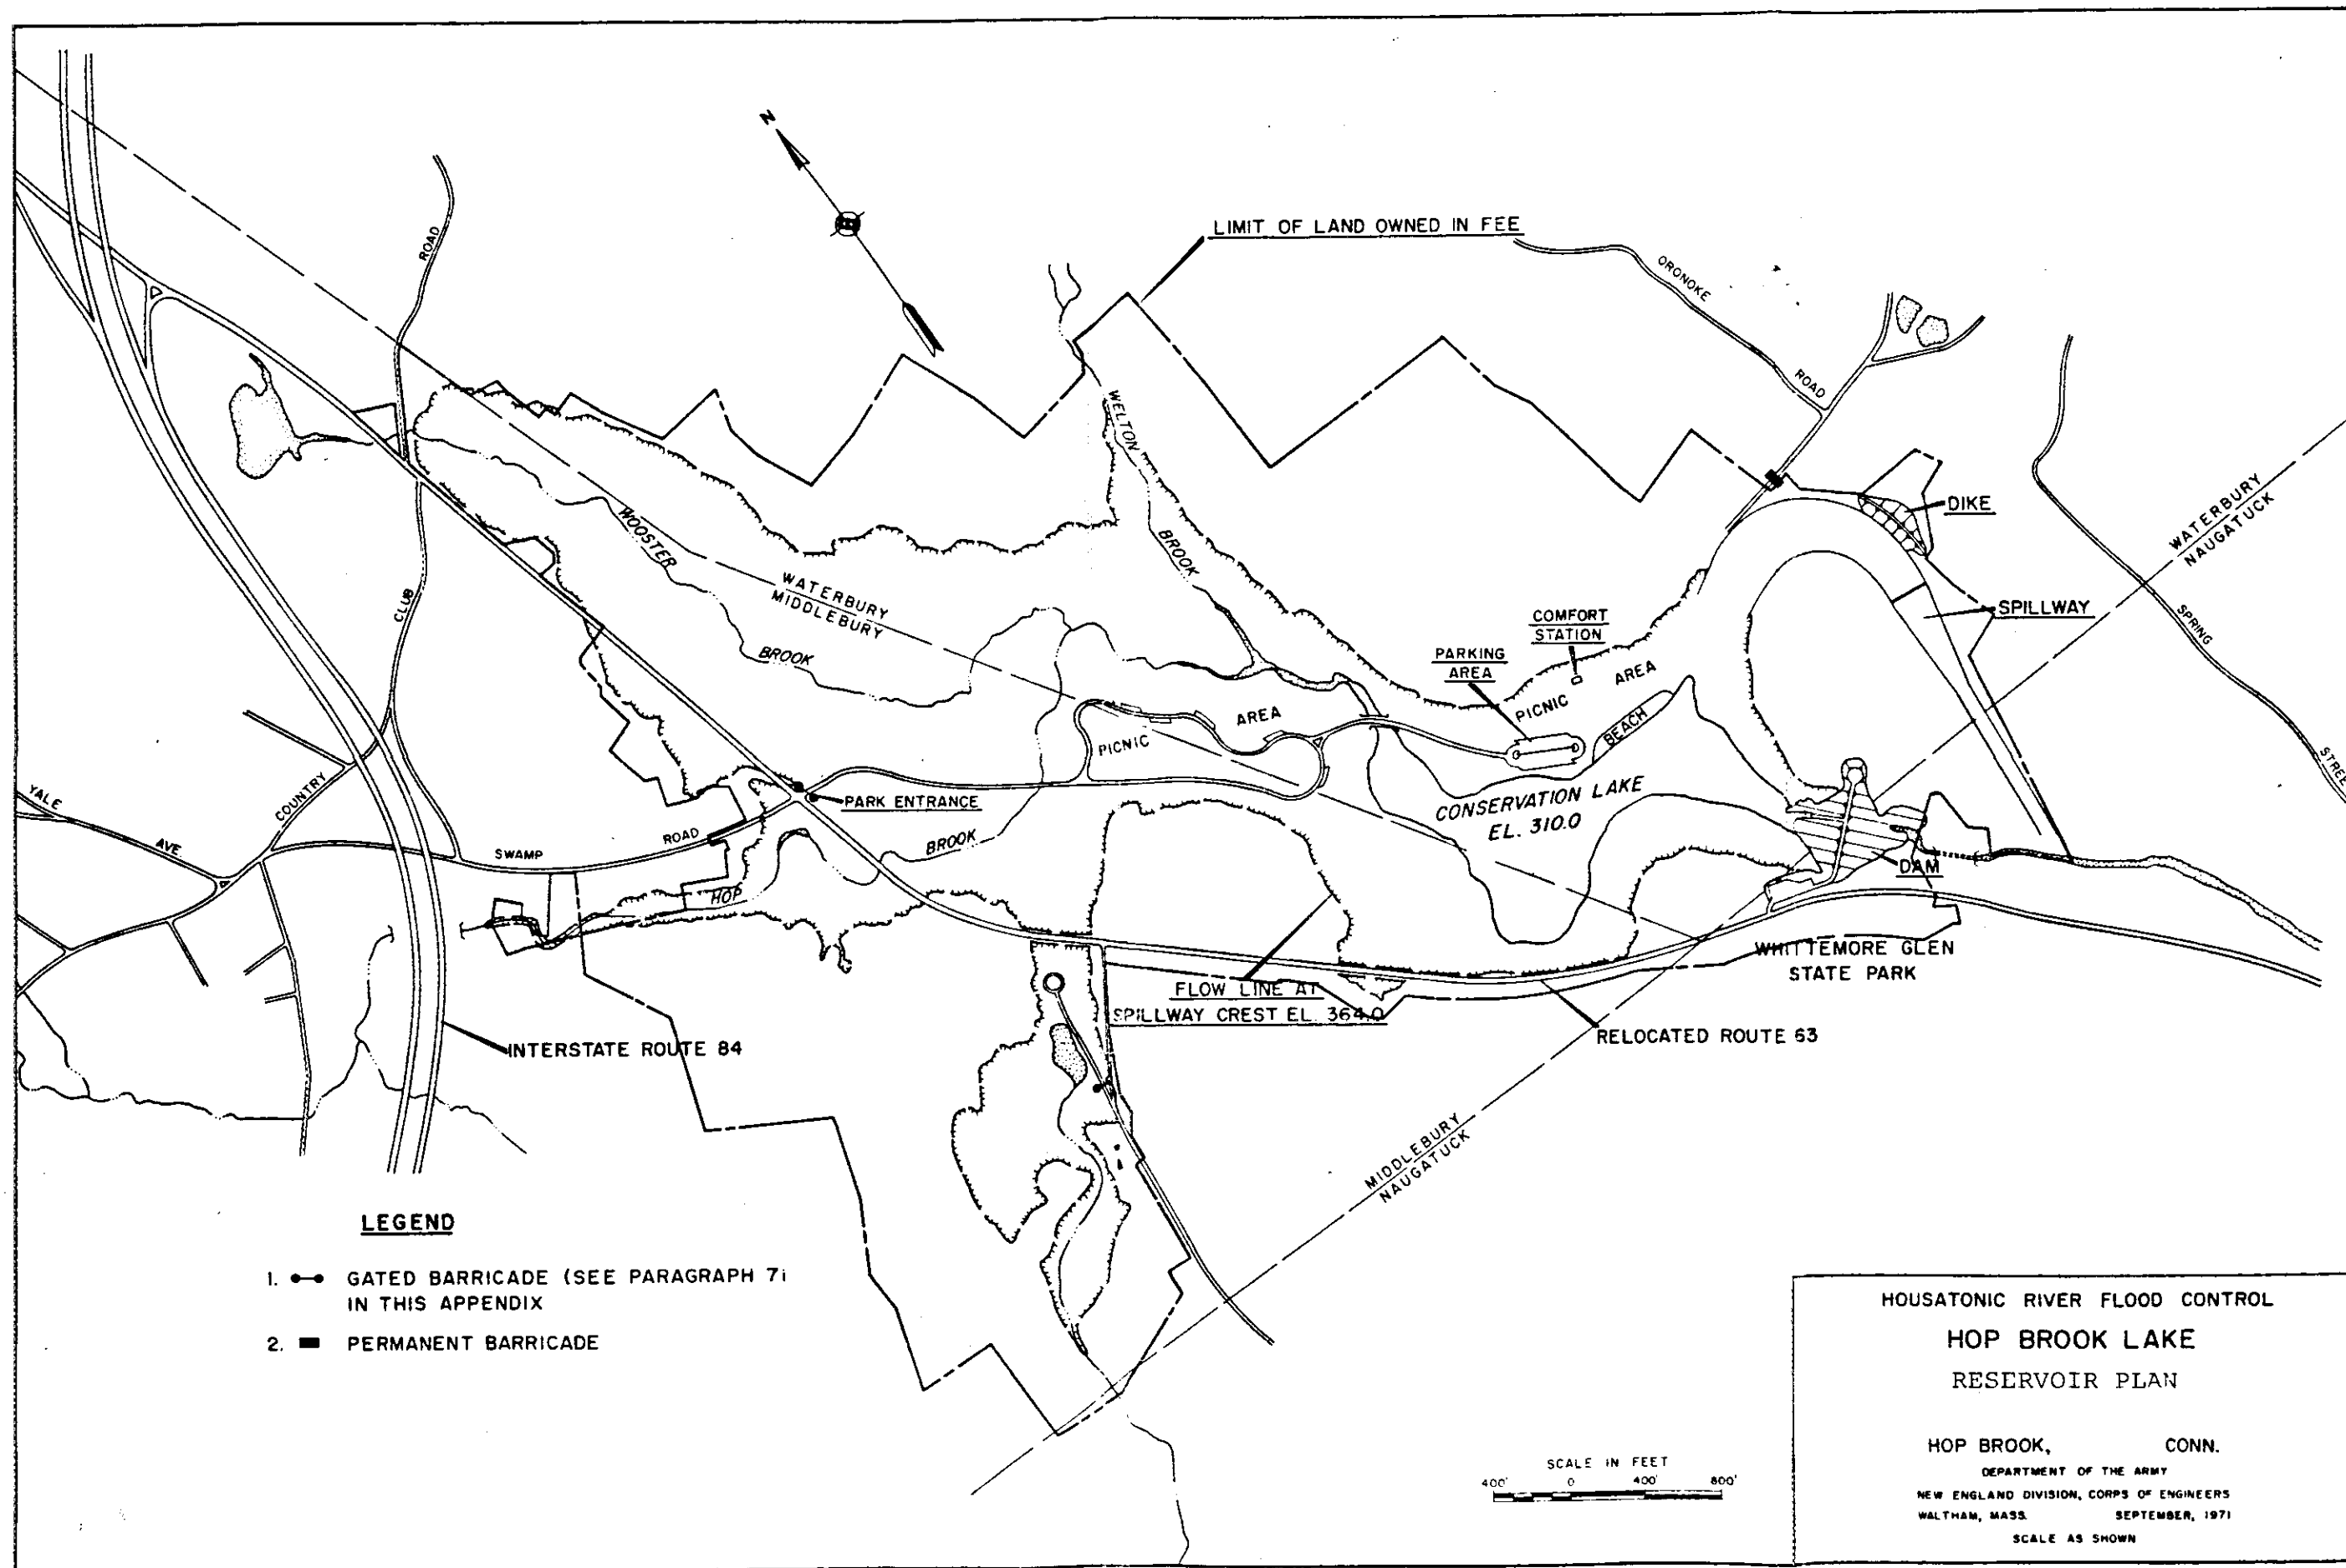 N
LIMIT OF LAND OWNED IN FEE
ORONOKE
ROAD
ROAD
WELTON
BROOK
DIKE
WATERBURY
NAUGATUCK
WOOSTER
BROOK
WATERBURY
MIDDLEBURY
CLUB
COMFORT
STATION
SPILLWAY
SPRING
STREET
PARKING
AREA
PICNIC
AREA
PICNIC
AREA
BEACH
CONSERVATION LAKE
EL. 310.0
YALE
AVE
COUNTRY
PARK ENTRANCE
SWAMP
ROAD
BROOK
HOP
DAM
WHITTEMORE GLEN
STATE PARK
FLOW LINE AT
SPILLWAY CREST EL. 364.0
INTERSTATE ROUTE 84
RELOCATED ROUTE 63
MIDDLEBURY
NAUGATUCK
LEGEND
1. GATED BARRICADE (SEE PARAGRAPH 7i
IN THIS APPENDIX
2. PERMANENT BARRICADE
SCALE IN FEET
400' 0 400' 800'
HOUSATONIC RIVER FLOOD CONTROL
HOP BROOK LAKE
RESERVOIR PLAN
HOP BROOK, CONN.
DEPARTMENT OF THE ARMY
NEW ENGLAND DIVISION, CORPS OF ENGINEERS
WALTHAM, MASS. SEPTEMBER, 1971
SCALE AS SHOWN